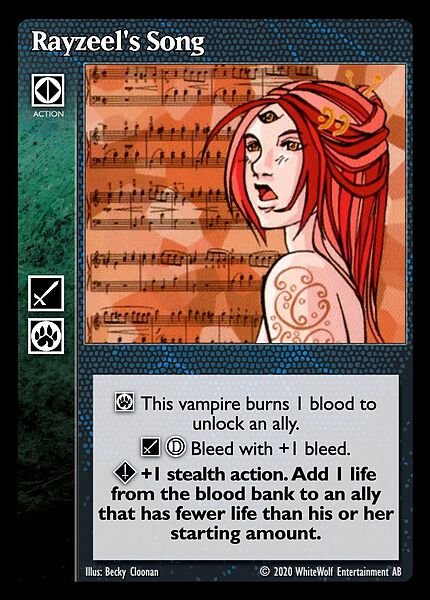 Rayzeel's Song
ACTION
This vampire burns 1 blood to
unlock an ally.
D Bleed with +1 bleed.
+1 stealth action. Add 1 life
from the blood bank to an ally
that has fewer life than his or her
starting amount.
Illus: Becky Cloonan © 2020 WhiteWolf Entertainment AB